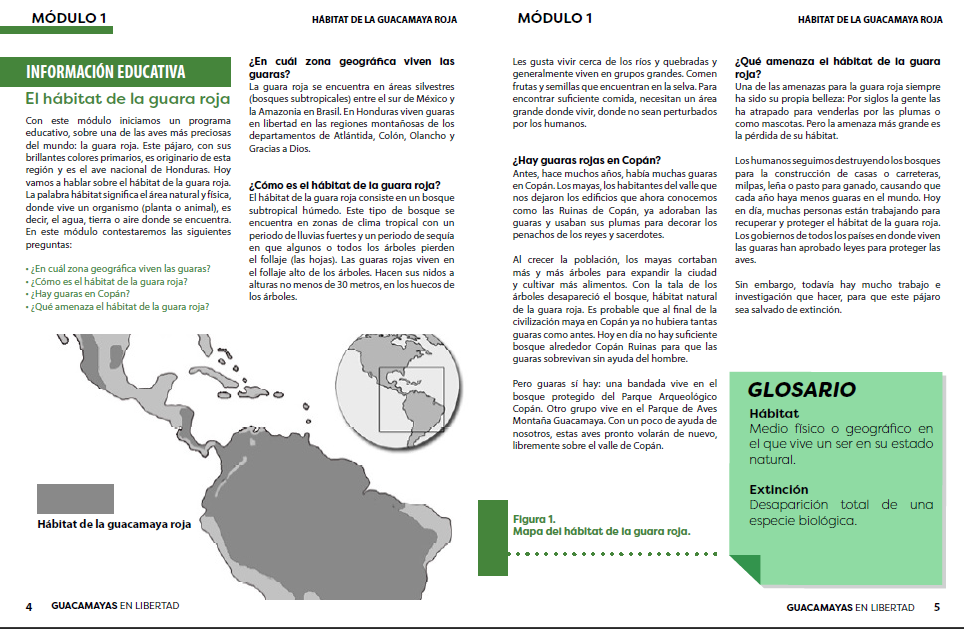 MÓDULO 1
HÁBITAT DE LA GUACAMAYA ROJA
INFORMACIÓN EDUCATIVA
El hábitat de la guara roja
Con este módulo iniciamos un programa
educativo, sobre una de las aves más preciosas
del mundo: la guara roja. Este pájaro, con sus
brillantes colores primarios, es originario de esta
región y es el ave nacional de Honduras. Hoy
vamos a hablar sobre el hábitat de la guara roja.
La palabra hábitat significa el área natural y física,
donde vive un organismo (planta o animal), es
decir, el agua, tierra o aire donde se encuentra.
En este módulo contestaremos las siguientes
preguntas:
• ¿En cuál zona geográfica viven las guaras?
• ¿Cómo es el hábitat de la guara roja?
• ¿Hay guaras en Copán?
• ¿Qué amenaza el hábitat de la guara roja?
¿En cuál zona geográfica viven las
guaras?
La guara roja se encuentra en áreas silvestres
(bosques subtropicales) entre el sur de México y
la Amazonia en Brasil. En Honduras viven guaras
en libertad en las regiones montañosas de los
departamentos de Atlántida, Colón, Olancho y
Gracias a Dios.
¿Cómo es el hábitat de la guara roja?
El hábitat de la guara roja consiste en un bosque
subtropical húmedo. Este tipo de bosque se
encuentra en zonas de clima tropical con un
periodo de lluvias fuertes y un periodo de sequía
en que algunos o todos los árboles pierden
el follaje (las hojas). Las guaras rojas viven en
el follaje alto de los árboles. Hacen sus nidos a
alturas no menos de 30 metros, en los huecos de
los árboles.
Hábitat de la guacamaya roja
4 GUACAMAYAS EN LIBERTAD
MÓDULO 1
HÁBITAT DE LA GUACAMAYA ROJA
Les gusta vivir cerca de los ríos y quebradas y
generalmente viven en grupos grandes. Comen
frutas y semillas que encuentran en la selva. Para
encontrar suficiente comida, necesitan un área
grande donde vivir, donde no sean perturbados
por los humanos.
¿Hay guaras rojas en Copán?
Antes, hace muchos años, había muchas guaras
en Copán. Los mayas, los habitantes del valle que
nos dejaron los edificios que ahora conocemos
como las Ruinas de Copán, ya adoraban las
guaras y usaban sus plumas para decorar los
penachos de los reyes y sacerdotes.
Al crecer la población, los mayas cortaban
más y más árboles para expandir la ciudad
y cultivar más alimentos. Con la tala de los
árboles desapareció el bosque, hábitat natural
de la guara roja. Es probable que al final de la
civilización maya en Copán ya no hubiera tantas
guaras como antes. Hoy en día no hay suficiente
bosque alrededor Copán Ruinas para que las
guaras sobrevivan sin ayuda del hombre.
Pero guaras sí hay: una bandada vive en el
bosque protegido del Parque Arqueológico
Copán. Otro grupo vive en el Parque de Aves
Montaña Guacamaya. Con un poco de ayuda de
nosotros, estas aves pronto volarán de nuevo,
libremente sobre el valle de Copán.
Figura 1.
Mapa del hábitat de la guara roja.
¿Qué amenaza el hábitat de la guara
roja?
Una de las amenazas para la guara roja siempre
ha sido su propia belleza: Por siglos la gente las
ha atrapado para venderlas por las plumas o
como mascotas. Pero la amenaza más grande es
la pérdida de su hábitat.
Los humanos seguimos destruyendo los bosques
para la construcción de casas o carreteras,
milpas, leña o pasto para ganado, causando que
cada año haya menos guaras en el mundo. Hoy
en día, muchas personas están trabajando para
recuperar y proteger el hábitat de la guara roja.
Los gobiernos de todos los países en donde viven
las guaras han aprobado leyes para proteger las
aves.
Sin embargo, todavía hay mucho trabajo e
investigación que hacer, para que este pájaro
sea salvado de extinción.
GLOSARIO
Hábitat
Medio físico o geográfico en
el que vive un ser en su estado
natural.
Extinción
Desaparición total de una
especie biológica.
GUACAMAYAS EN LIBERTAD 5